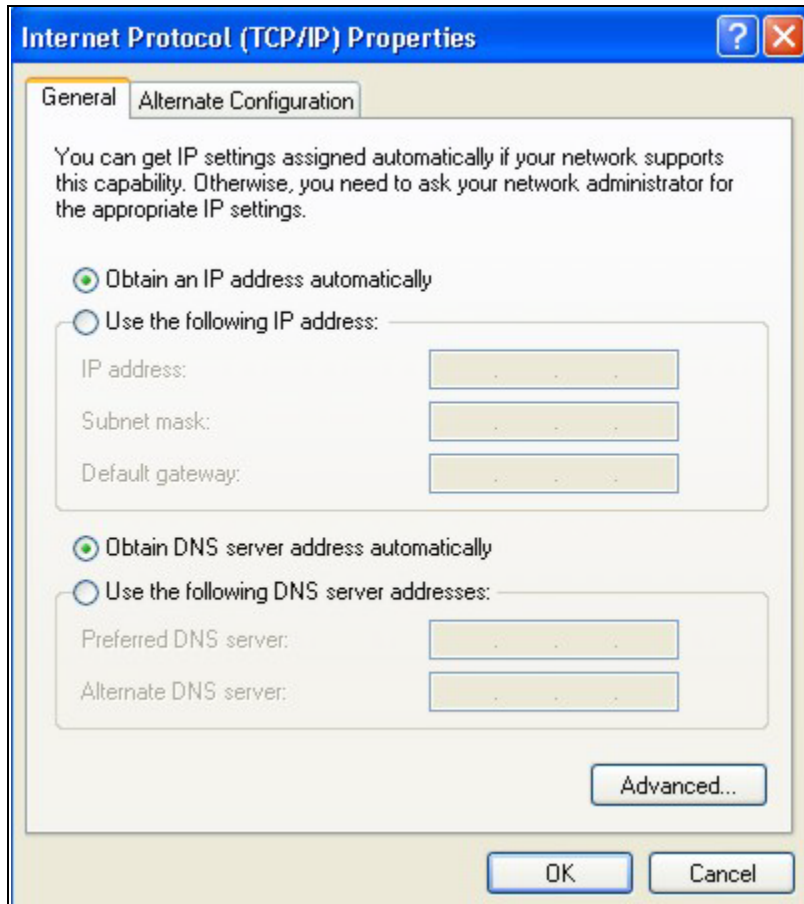 Internet Protocol (TCP/IP) Properties
General
Alternate Configuration
You can get IP settings assigned automatically if your network supports
this capability. Otherwise, you need to ask your network administrator for
the appropriate IP settings.
Obtain an IP address automatically
Use the following IP address:
IP address:
Subnet mask:
Default gateway:
Obtain DNS server address automatically
Use the following DNS server addresses:
Preferred DNS server:
Alternate DNS server:
Advanced...
OK
Cancel